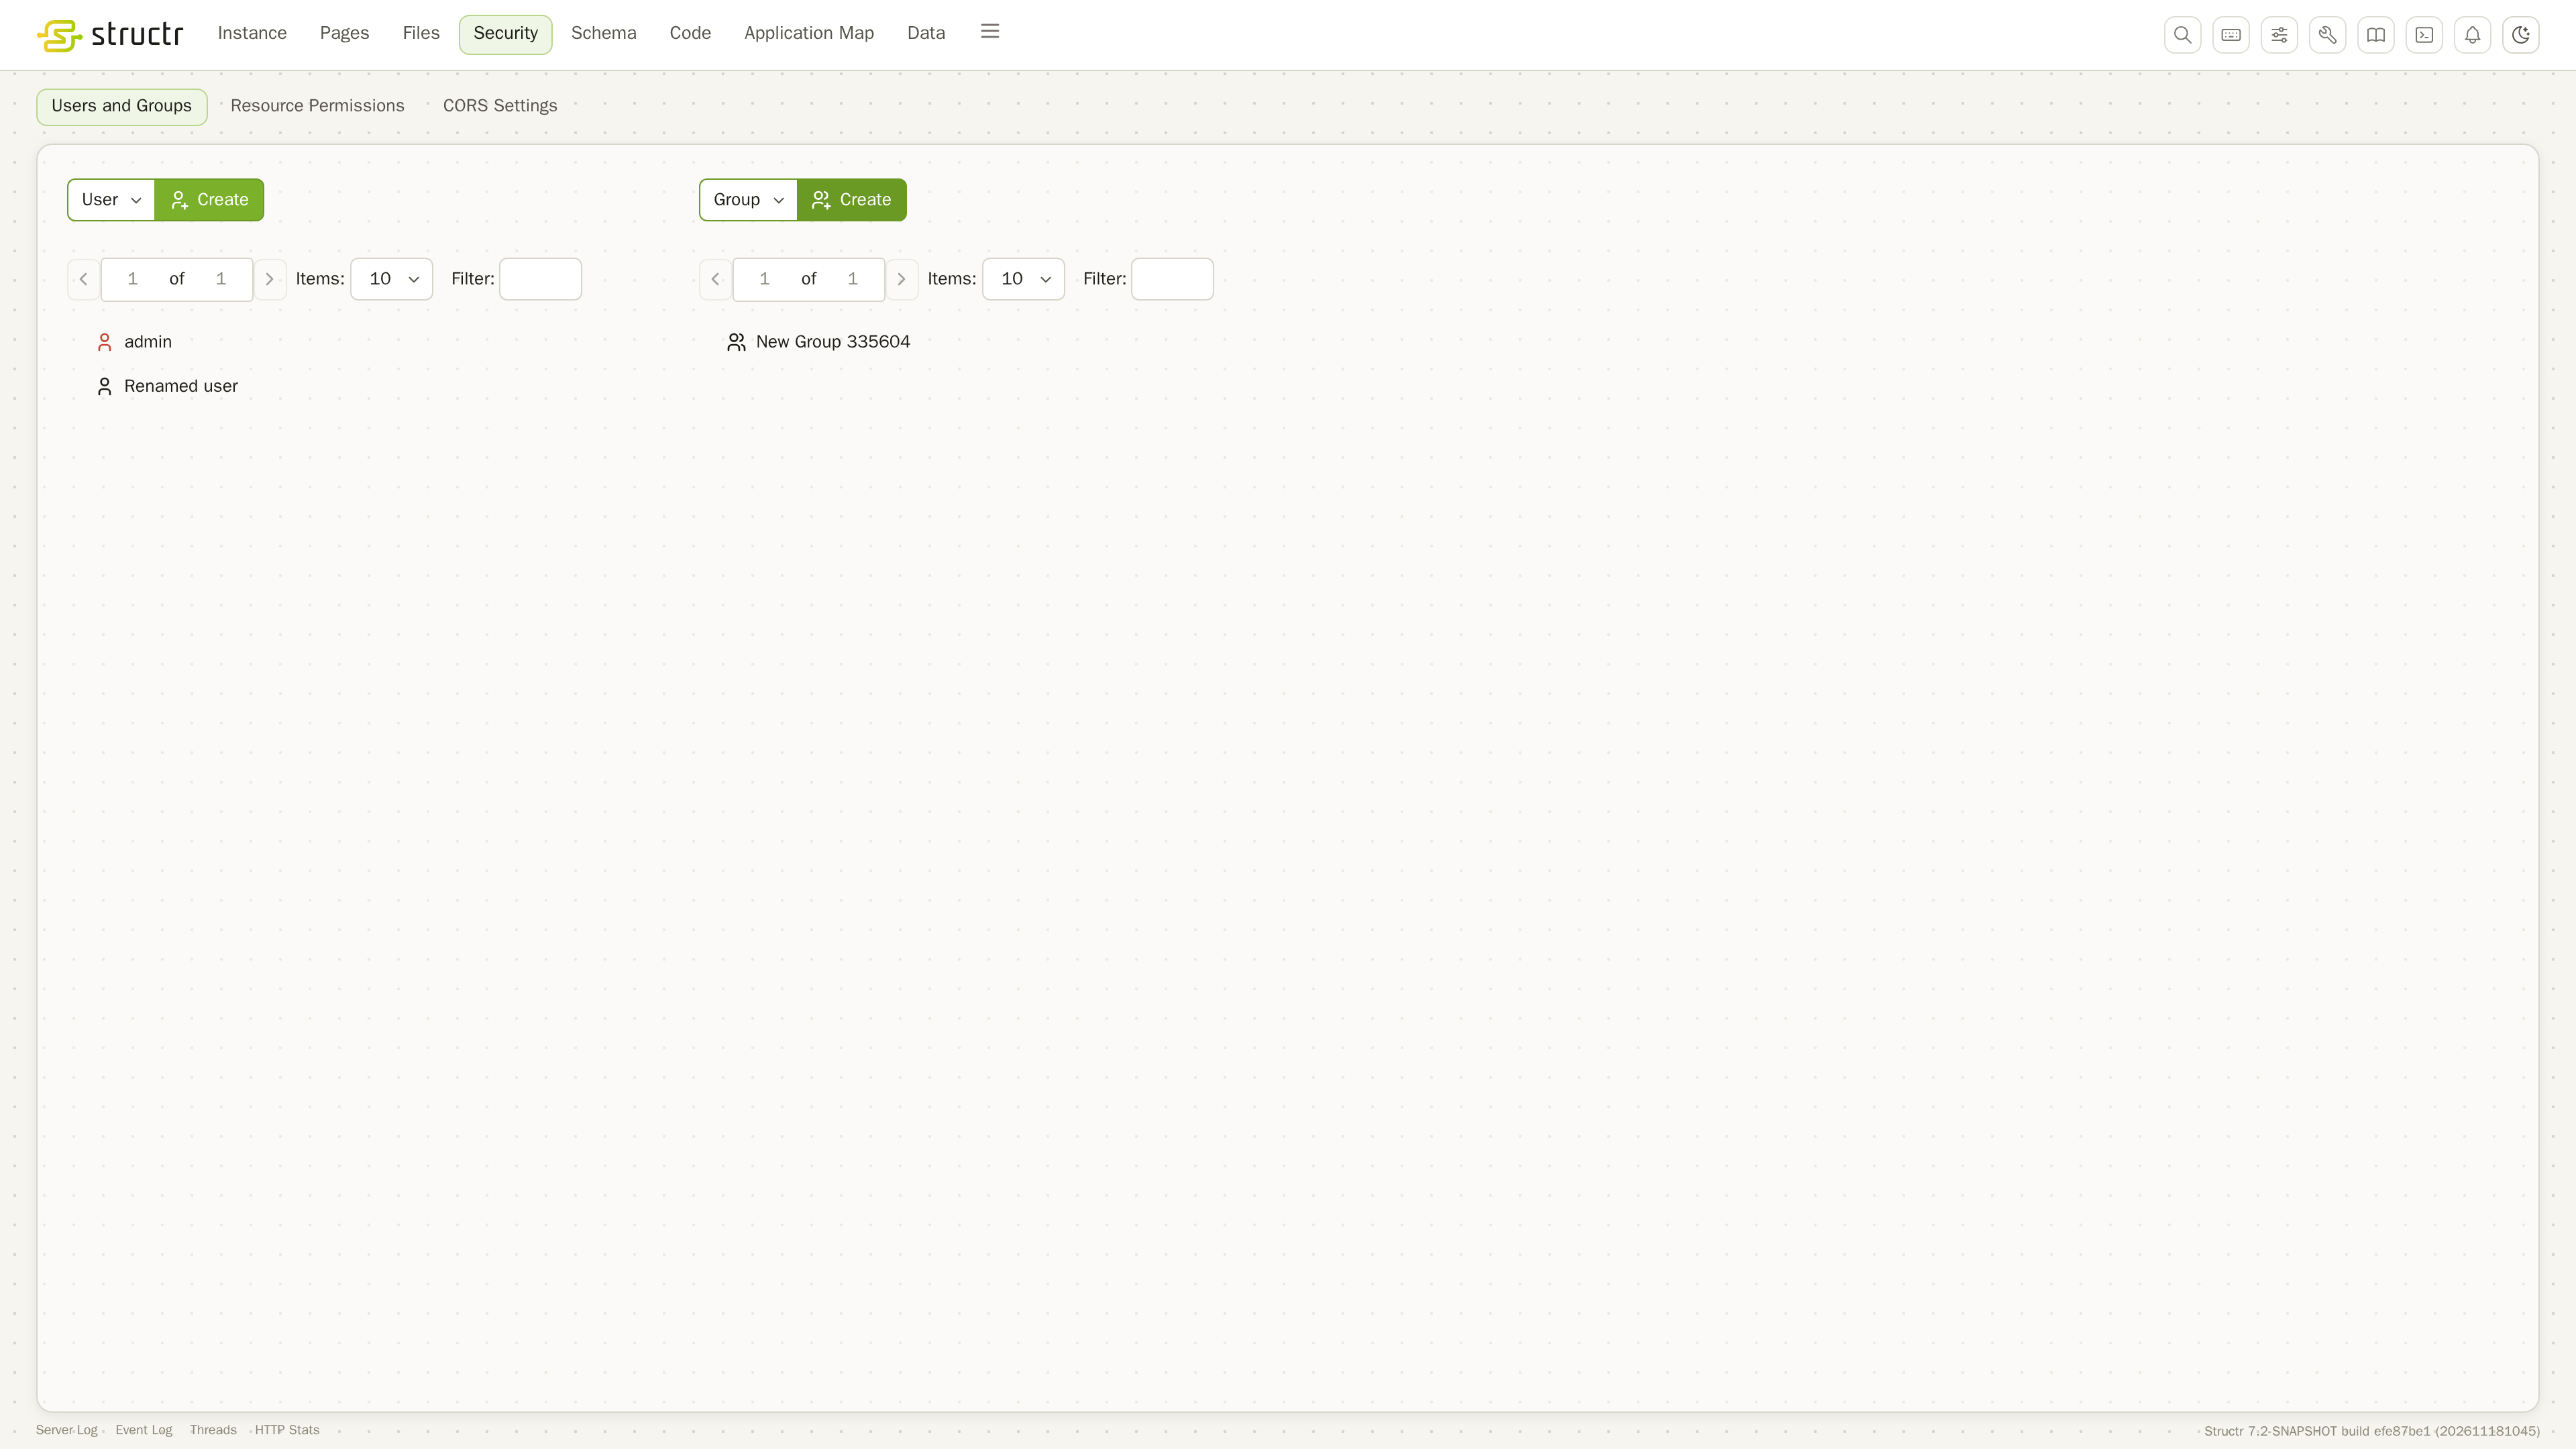 structr Instance Pages Files Security Schema Code Application Map Data
Users and Groups Resource Permissions CORS Settings
User Create Group Create
1 of 1 Items: 10 Filter: 1 of 1 Items: 10 Filter:
admin New Group 335604
Renamed user
Server Log Event Log Threads HTTP Stats Structr 7.2-SNAPSHOT build efe87be1 (202611181045)